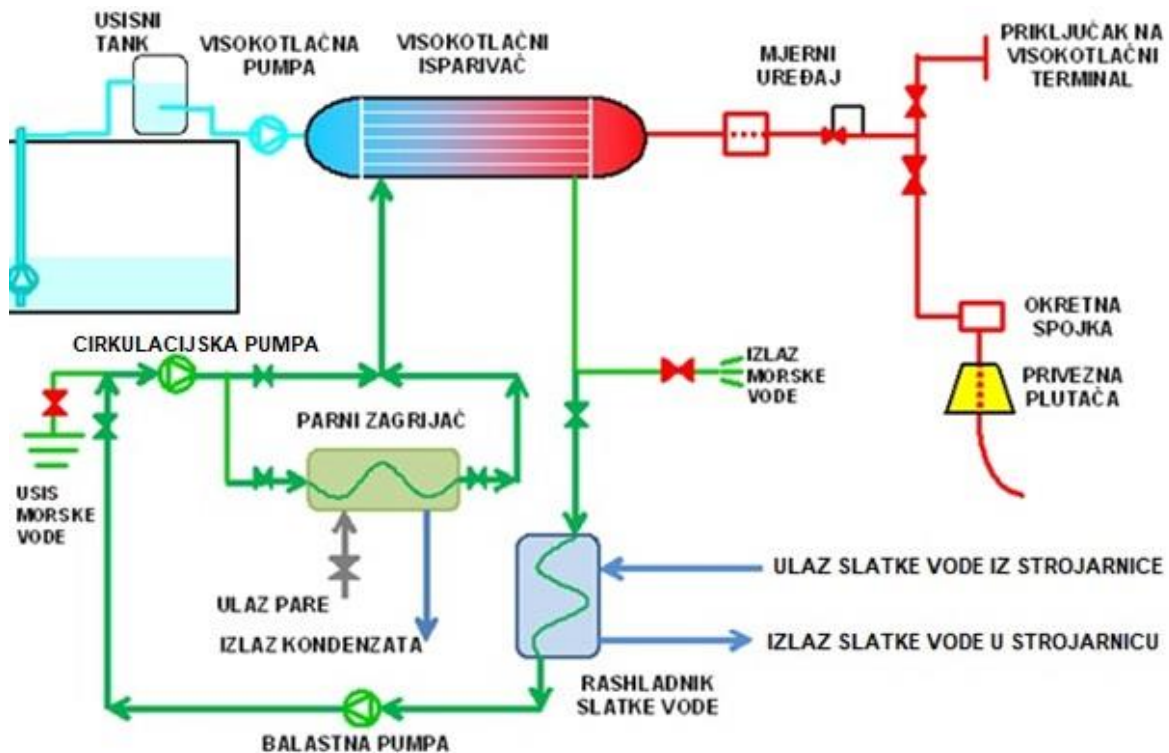 USISNI
TANK
VISOKOTLAČNA
PUMPA
VISOKOTLAČNI
ISPARIVAČ
MJERNI
UREĐAJ
PRIKLJUČAK NA
VISOKOTLAČNI
TERMINAL
OKRETNA
SPOJKA
PRIVEZNA
PLUTAČA
CIRKULACIJSKA PUMPA
IZLAZ
MORSKE
VODE
PARNI ZAGRIJAČ
USIS
MORSKE
VODE
ULAZ PARE
IZLAZ KONDENZATA
ULAZ SLATKE VODE IZ STROJARNICE
IZLAZ SLATKE VODE U STROJARNICU
RASHLADNIK
SLATKE VODE
BALASTNA PUMPA